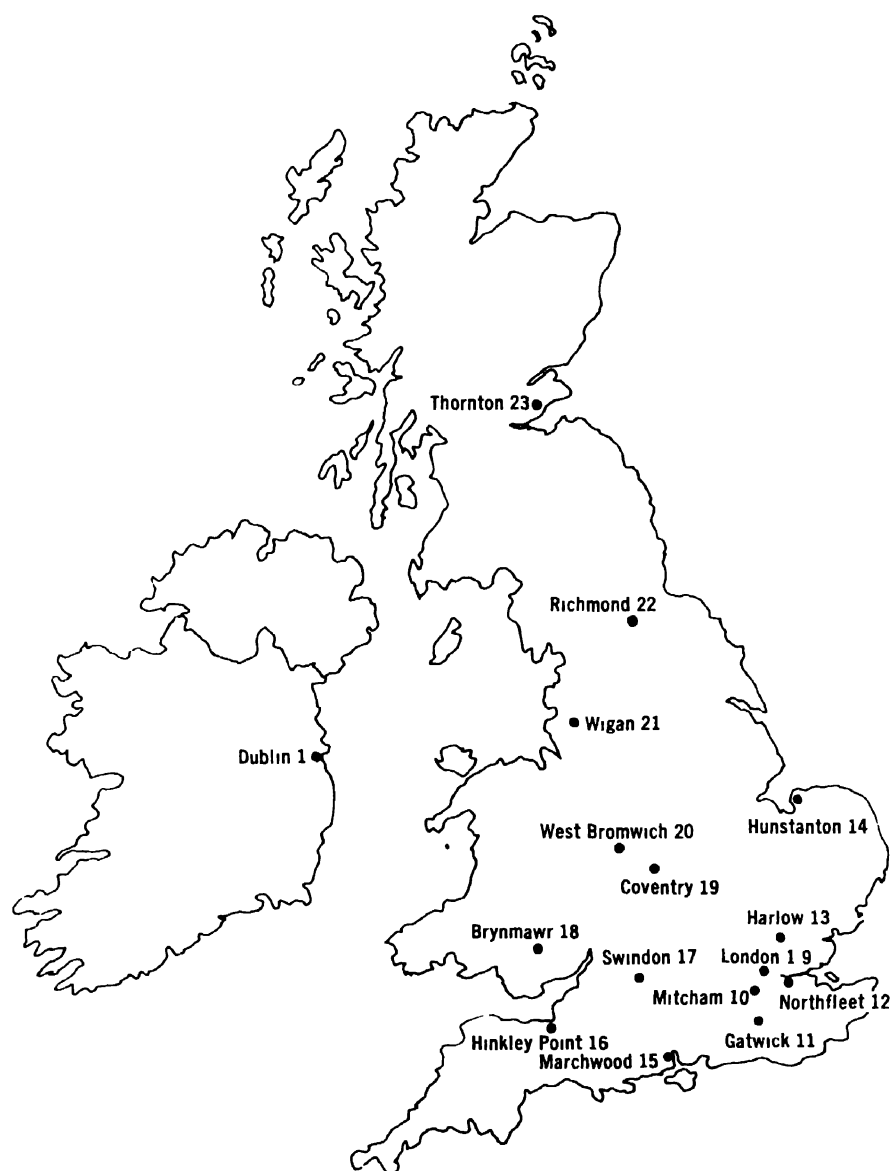 Thornton 23
Richmond 22
Wigan 21
Dublin 1
Hunstanton 14
West Bromwich 20
Coventry 19
Harlow 13
Brynmawr 18
Swindon 17
London 1 9
Mitcham 10
Northfleet 12
Hinkley Point 16
Gatwick 11
Marchwood 15